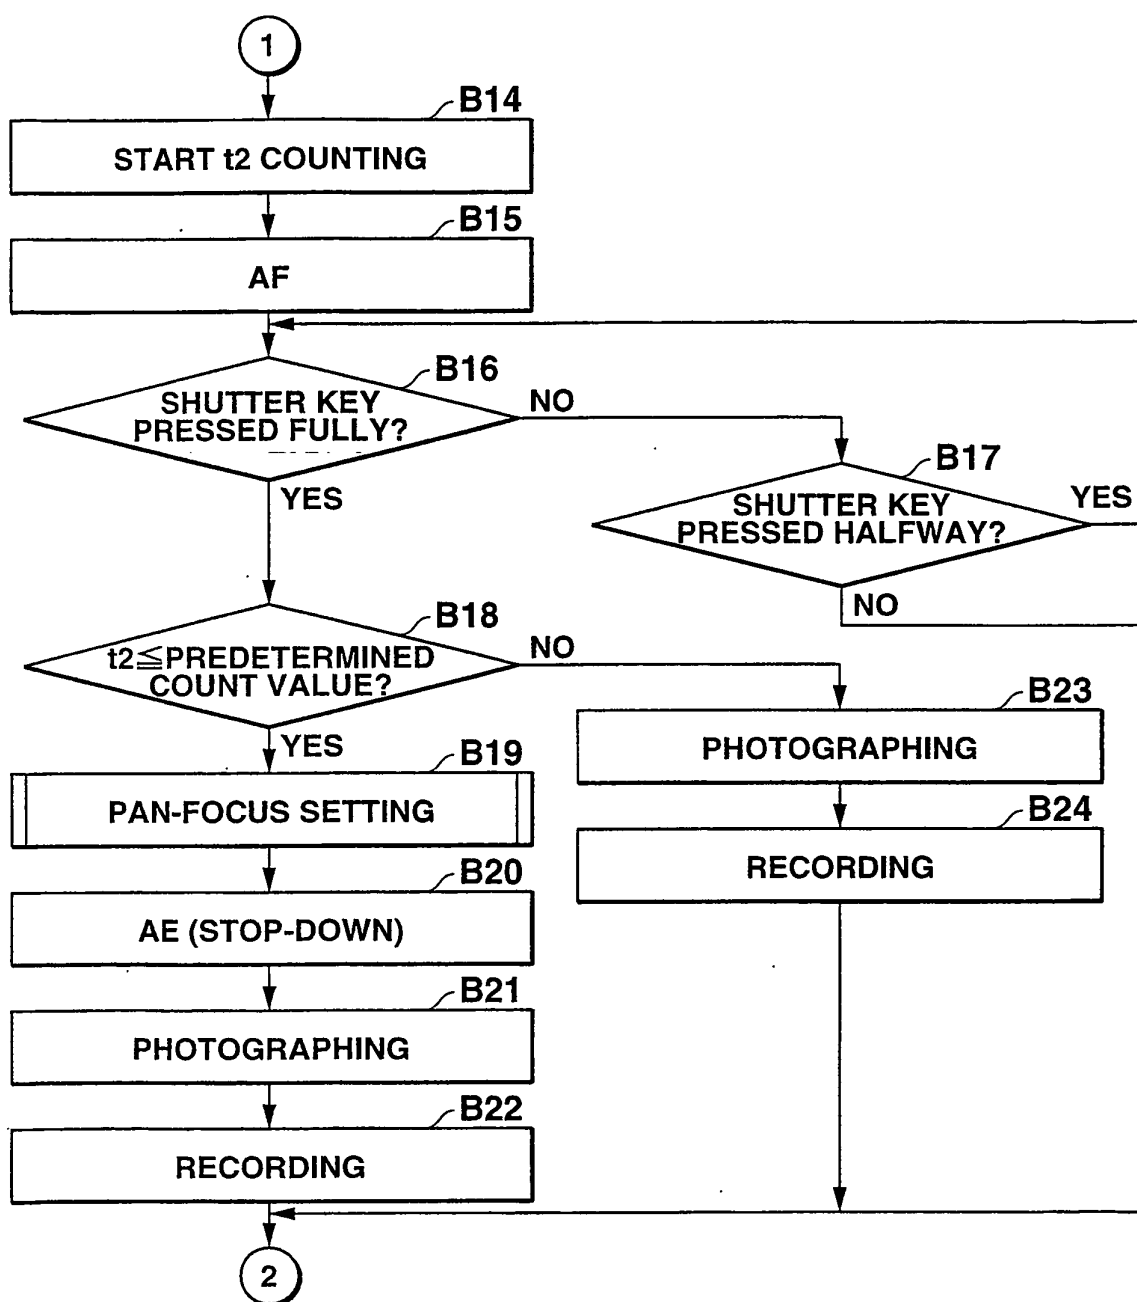 1
B14
START t2 COUNTING
B15
AF
B16
SHUTTER KEY
PRESSED FULLY?
NO
YES
B17
SHUTTER KEY
PRESSED HALFWAY?
YES
NO
B18
t2≦PREDETERMINED
COUNT VALUE?
NO
YES
B19
PAN-FOCUS SETTING
B20
AE (STOP-DOWN)
B21
PHOTOGRAPHING
B22
RECORDING
B23
PHOTOGRAPHING
B24
RECORDING
2